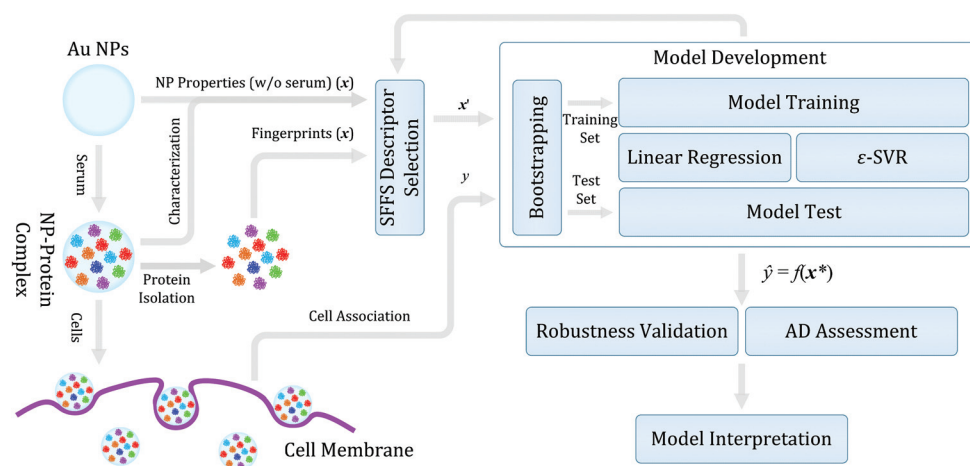 Au NPs
NP Properties (w/o serum) (x)
Fingerprints (x)
Serum
Characterization
NP-Protein
Complex
Protein
Isolation
Cells
Cell Association
Cell Membrane
SFFS Descriptor
Selection
x'
y
Model Development
Bootstrapping
Training
Set
Test
Set
Model Training
Linear Regression
ε-SVR
Model Test
ŷ = f(x*)
Robustness Validation
AD Assessment
Model Interpretation